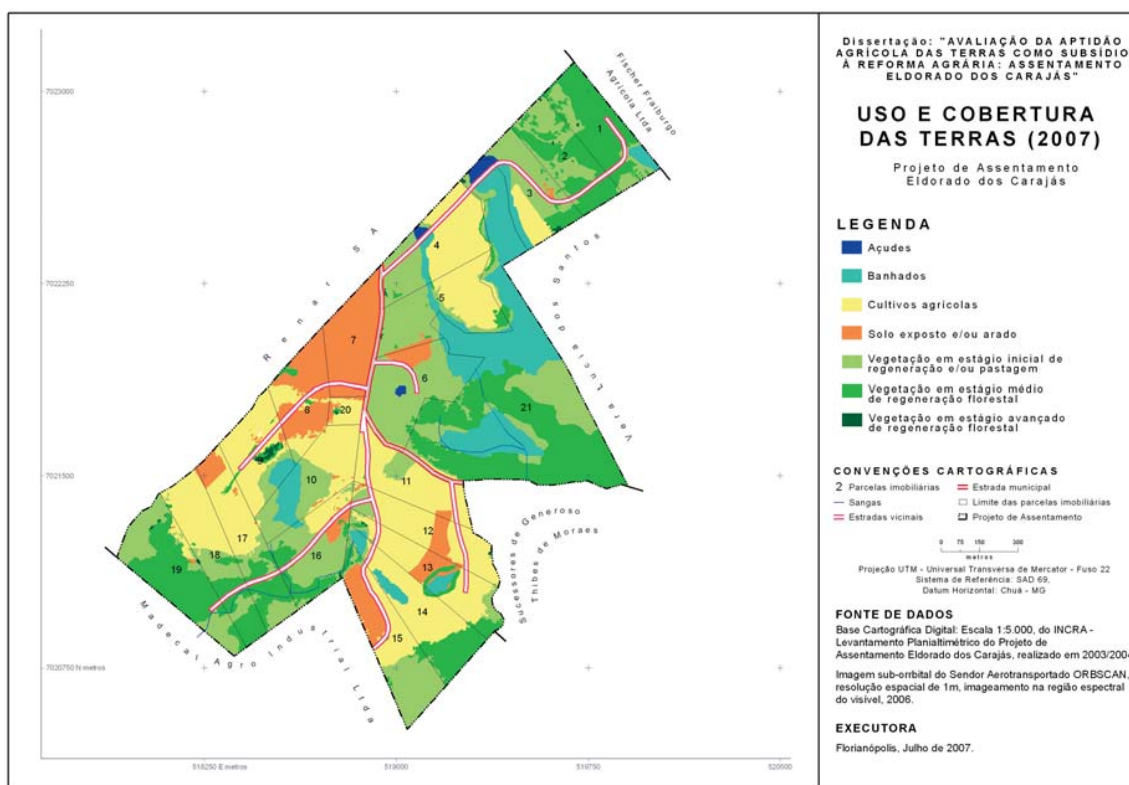 Dissertação: "AVALIAÇÃO DA APTIDÃO
AGRÍCOLA DAS TERRAS COMO SUBSÍDIO
À REFORMA AGRÁRIA: ASSENTAMENTO
ELDORADO DOS CARAJÁS"
USO E COBERTURA
DAS TERRAS (2007)
Projeto de Assentamento
Eldorado dos Carajás
LEGENDA
Açudes
Banhados
Cultivos agrícolas
Solo exposto e/ou arado
Vegetação em estágio inicial de
regeneração e/ou pastagem
Vegetação em estágio médio
de regeneração florestal
Vegetação em estágio avançado
de regeneração florestal
CONVENÇÕES CARTOGRÁFICAS
2 Parcelas imobiliárias
Estrada municipal
Sangas
Limite das parcelas imobiliárias
Estradas vicinais
Projeto de Assentamento
0 75 150 300
metros
Projeção UTM - Universal Transversa de Mercator - Fuso 22
Sistema de Referência: SAD 69,
Datum Horizontal: Chuá - MG
FONTE DE DADOS
Base Cartográfica Digital: Escala 1:5.000, do INCRA -
Levantamento Planialtimétrico do Projeto de
Assentamento Eldorado dos Carajás, realizado em 2003/2004
Imagem sub-orrbital do Sendor Aerotransportado ORBSCAN,
resolução espacial de 1m, imageamento na região espectral
do visível, 2006.
EXECUTORA
Florianópolis, Julho de 2007.
7023000
7022250
7021500
7020750 N metros
518250 E metros
519000
519750
520500
Fischer Fraiburgo
Agrícola Ltda
Renar SA
Vera Lucia dos Santos
Sucessores de Generoso
Thibes de Moraes
Madecal Agro Industrial Ltda
1
2
3
4
5
6
7
8
20
21
10
11
12
13
14
15
16
17
18
19